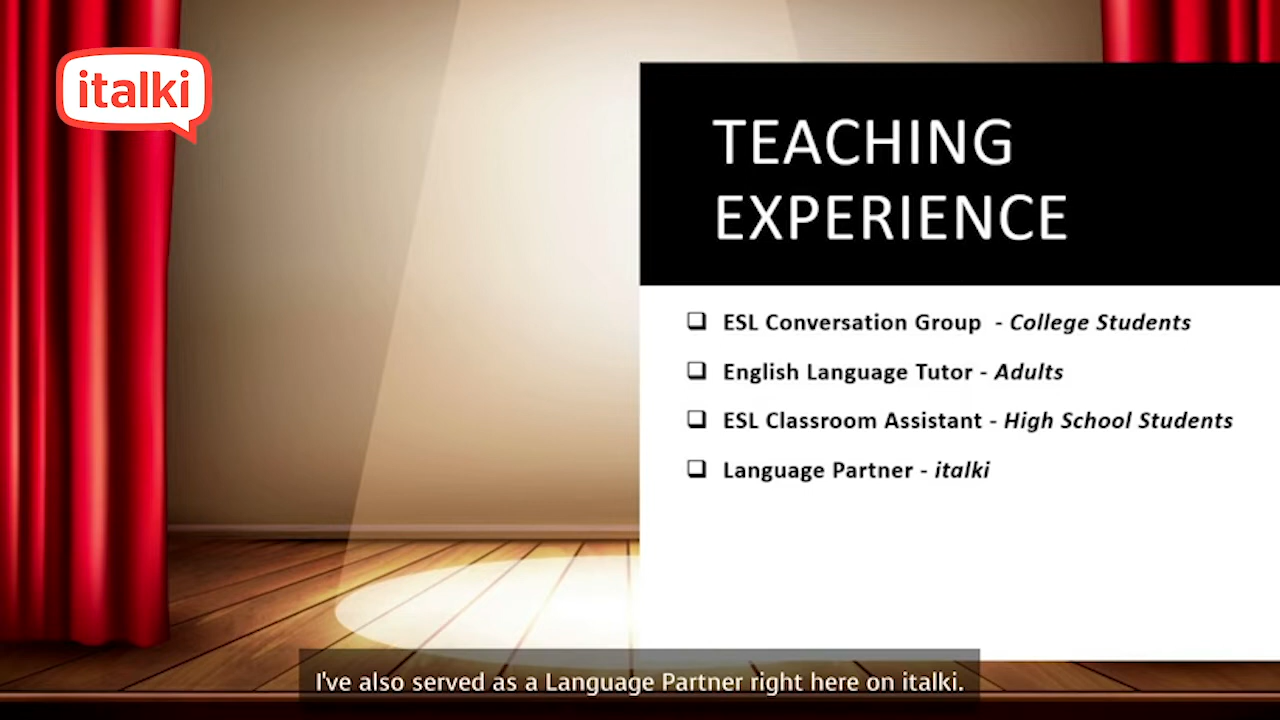 italki
TEACHING
EXPERIENCE
❑ ESL Conversation Group - College Students
❑ English Language Tutor - Adults
❑ ESL Classroom Assistant - High School Students
❑ Language Partner - italki
I've also served as a Language Partner right here on italki.